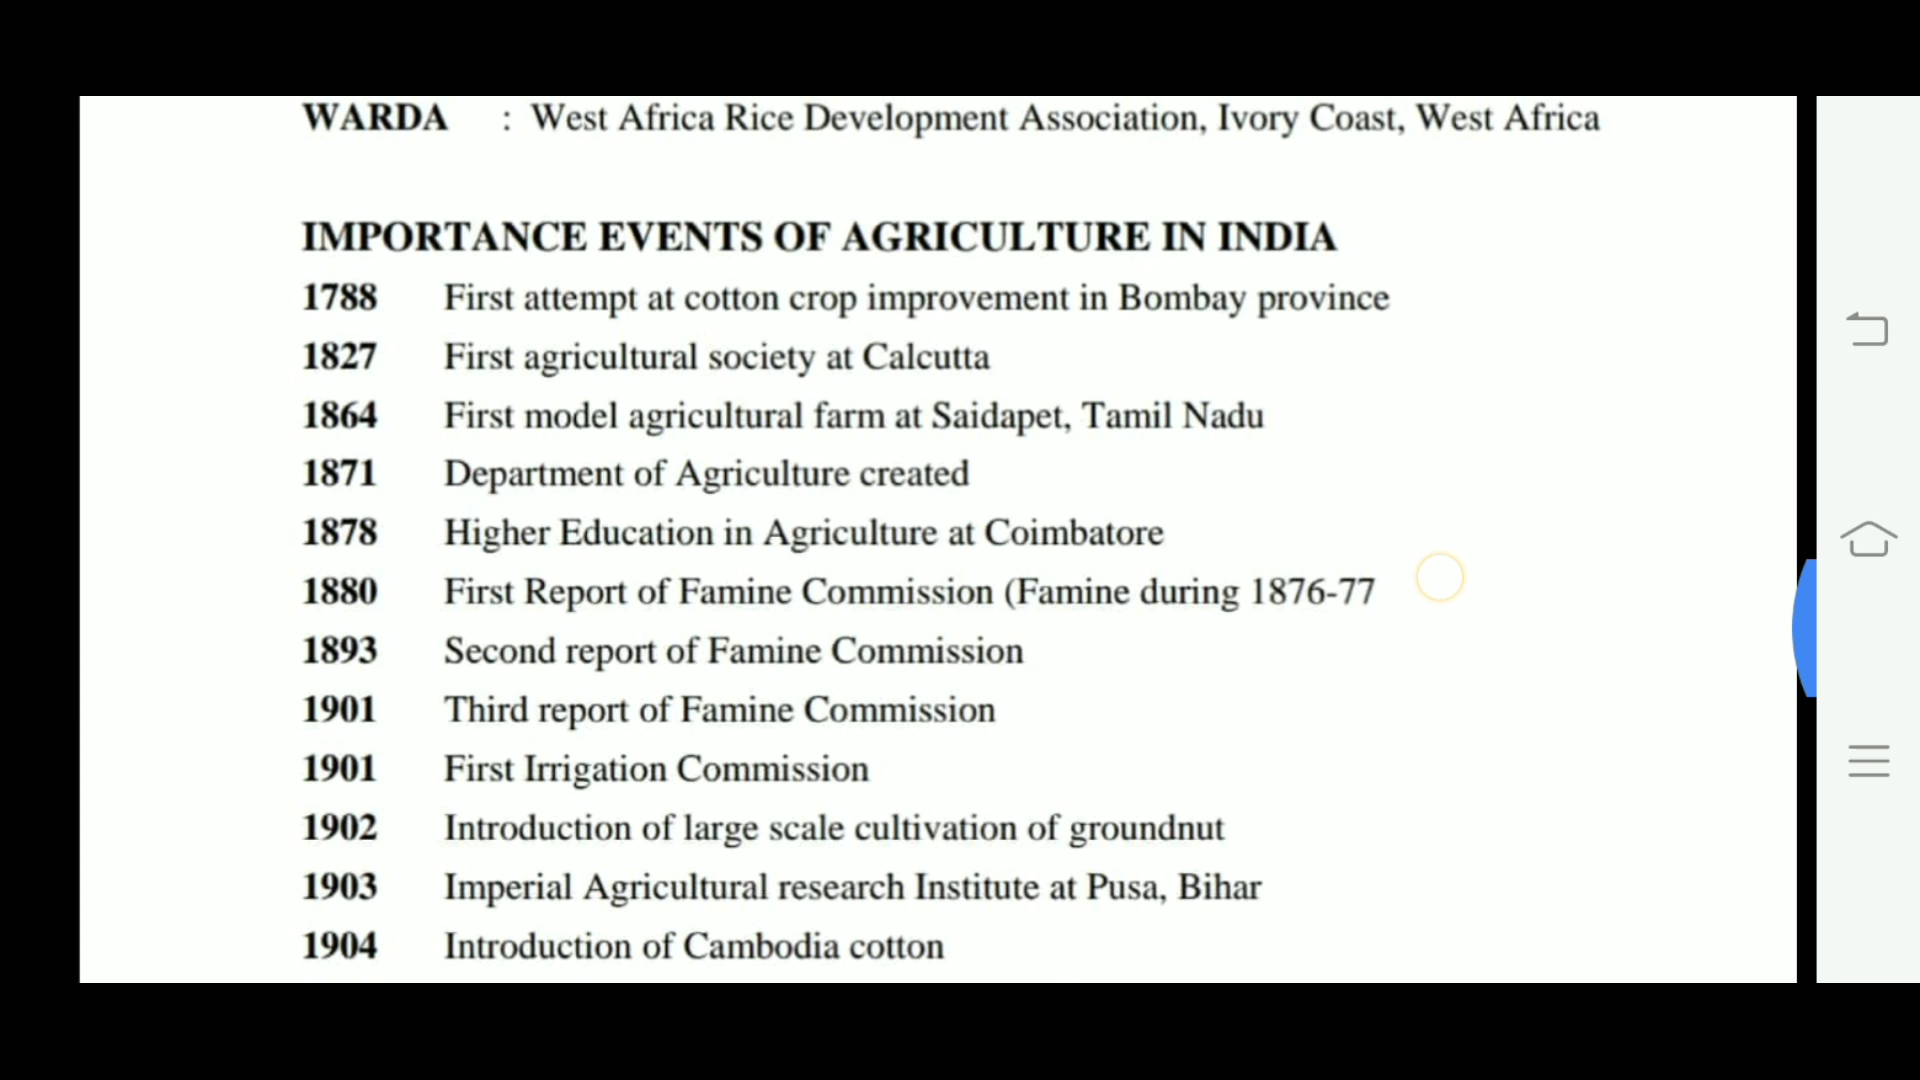 WARDA : West Africa Rice Development Association, Ivory Coast, West Africa
IMPORTANCE EVENTS OF AGRICULTURE IN INDIA
1788 First attempt at cotton crop improvement in Bombay province
1827 First agricultural society at Calcutta
1864 First model agricultural farm at Saidapet, Tamil Nadu
1871 Department of Agriculture created
1878 Higher Education in Agriculture at Coimbatore
1880 First Report of Famine Commission (Famine during 1876-77
1893 Second report of Famine Commission
1901 Third report of Famine Commission
1901 First Irrigation Commission
1902 Introduction of large scale cultivation of groundnut
1903 Imperial Agricultural research Institute at Pusa, Bihar
1904 Introduction of Cambodia cotton